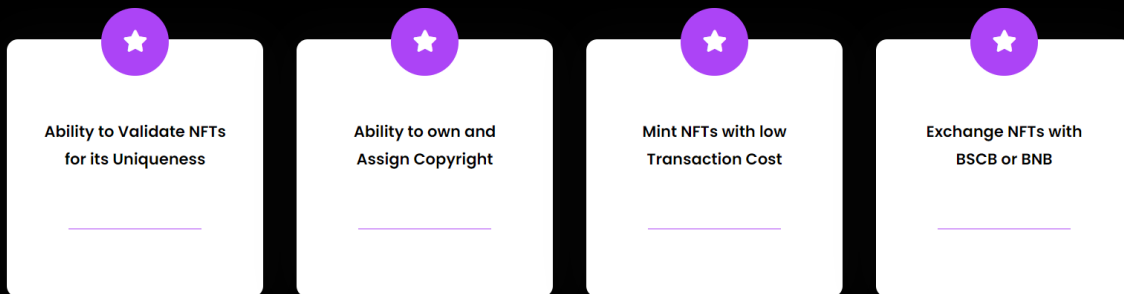 Ability to Validate NFTs
for its Uniqueness
Ability to own and
Assign Copyright
Mint NFTs with low
Transaction Cost
Exchange NFTs with
BSCB or BNB